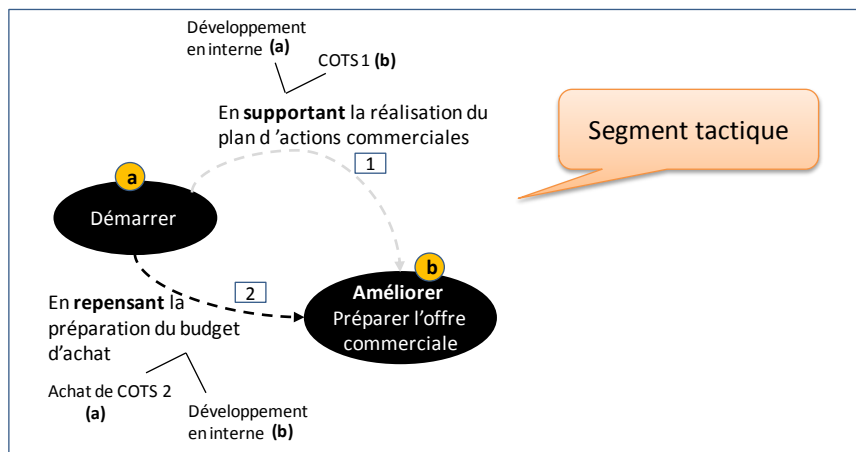 Développement
en interne (a)
COTS 1 (b)
En supportant la réalisation du
plan d ’actions commerciales
1
Segment tactique
a
Démarrer
b
Améliorer
Préparer l’offre
commerciale
2
En repensant la
préparation du budget
d’achat
Achat de COTS 2
(a)
Développement
en interne (b)